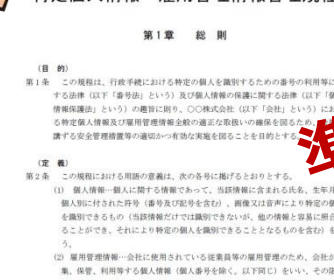 特定個人情報・雇用管理情報管理規程
第1章　総　則
（目　的）
第1条　この規程は、行政手続における特定の個人を識別するための番号の利用等に
する法律（以下「番号法」という）及び個人情報の保護に関する法律（以下「個
情報保護法」という）の趣旨に則り、○○株式会社（以下「会社」という）にお
る特定個人情報及び雇用管理情報全般の適正な取扱いの確保を図るため、
講ずる安全管理措置等の適切かつ有効な実施を図ることを目的とする
（定　義）
第2条　この規程における用語の意義は、次の各号に掲げるとおりとする。
(1)　個人情報…個人に関する情報であって、当該情報に含まれる氏名、生年月
個人別に付された符号（番号及び記号を含む）、画像又は音声により特定の個
を識別できるもの（当該情報だけでは識別できないが、他の情報と容易に照合
ることができ、それにより特定の個人を識別できることとなるものを含む）を
う。
(2)　雇用管理情報…会社に使用されている従業員等の雇用管理のため、会社
集、保管、利用等する個人情報（個人番号を除く。以下同じ）をいい、その
準